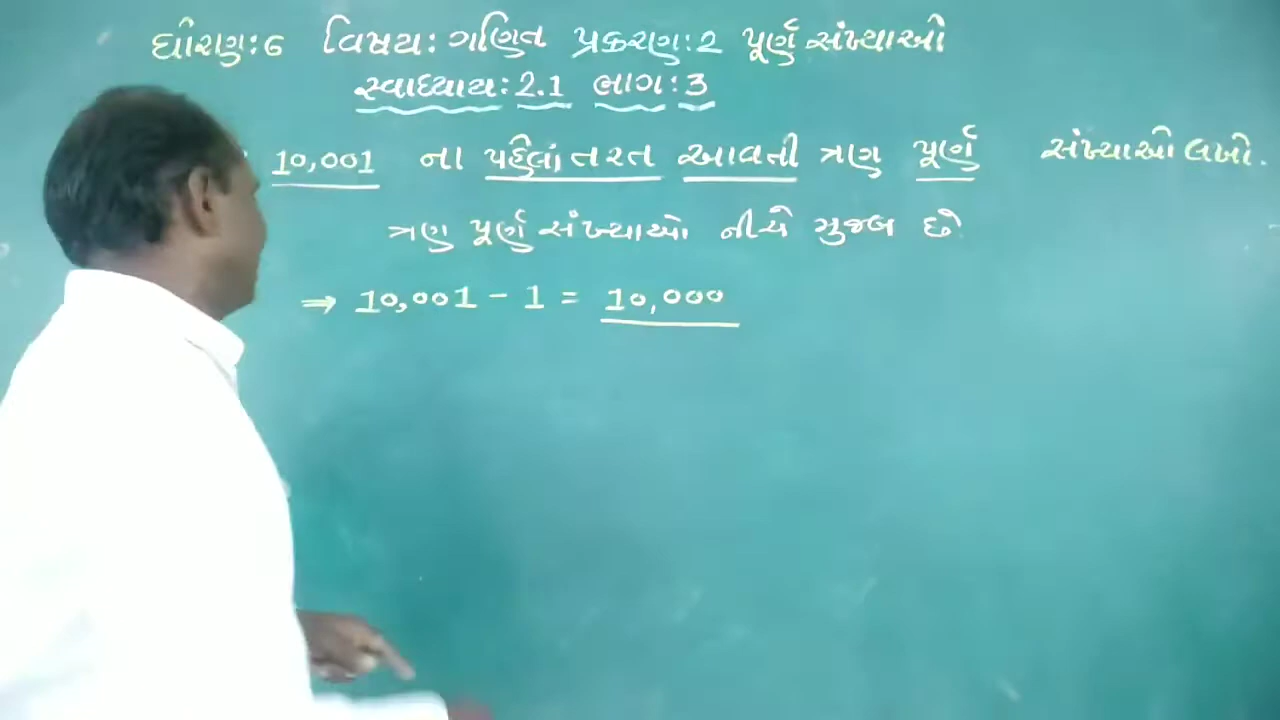 ધોરણ:૬ વિષય: ગણિત પ્રકરણ:2 પૂર્ણ સંખ્યાઓ
સ્વાધ્યાય: 2.1 ભાગ: 3
10,001 ના પહેલાં તરત આવતી ત્રણ પૂર્ણ સંખ્યાઓ લખો.
ત્રણ પૂર્ણ સંખ્યાઓ નીચે મુજબ છે
⇒ 10,001 - 1 = 10,000